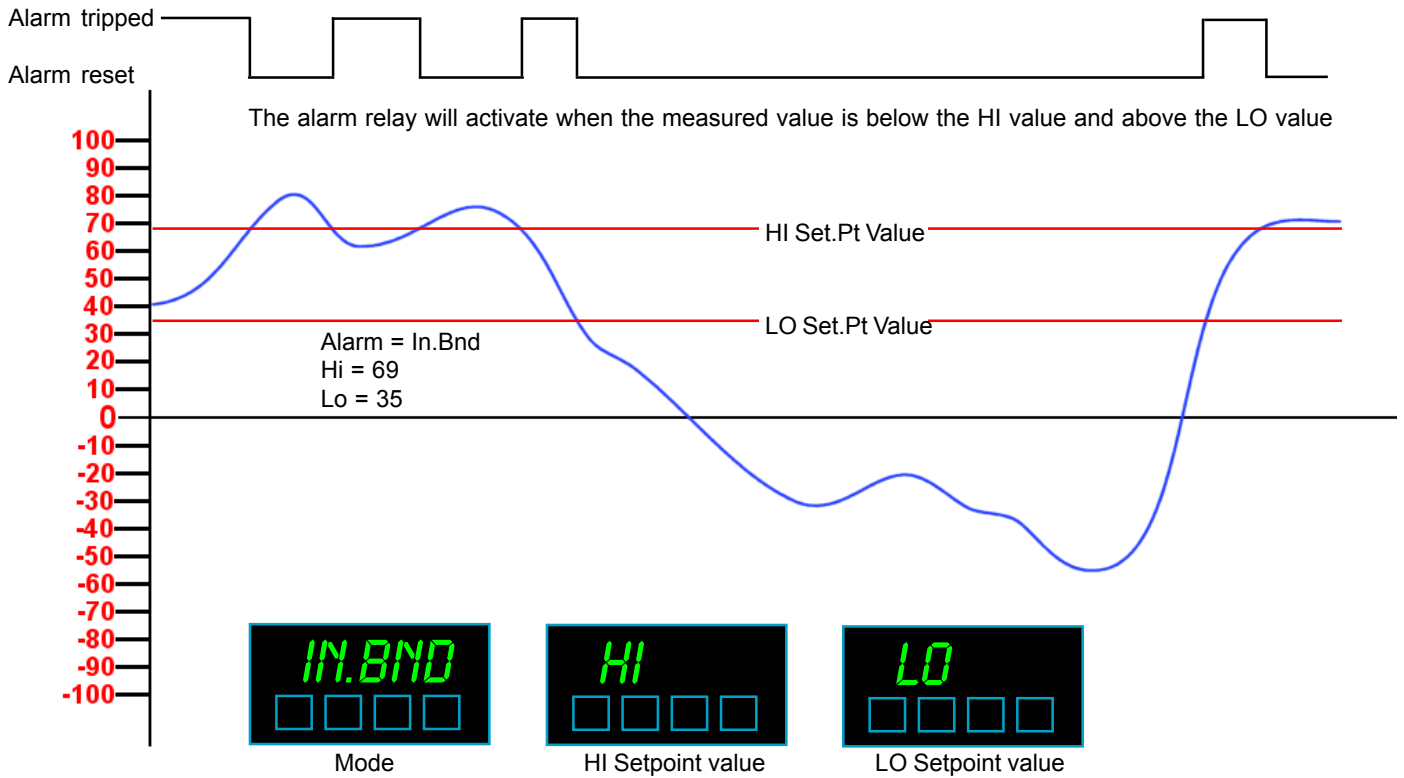 Alarm tripped
Alarm reset
The alarm relay will activate when the measured value is below the HI value and above the LO value
100
90
80
70
60
50
40
30
20
10
0
-10
-20
-30
-40
-50
-60
-70
-80
-90
-100
HI Set.Pt Value
LO Set.Pt Value
Alarm = In.Bnd
Hi = 69
Lo = 35
IN.BND
Mode
HI
HI Setpoint value
LO
LO Setpoint value